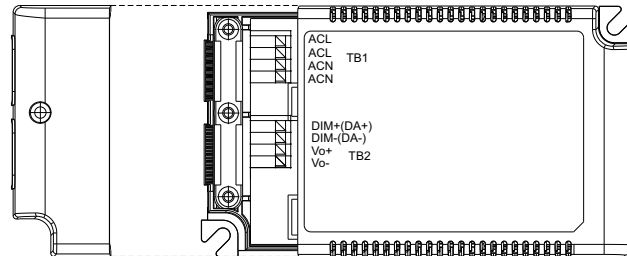 ACL
ACL
TB1
ACN
ACN
DIM+(DA+)
DIM-(DA-)
Vo+
TB2
Vo-